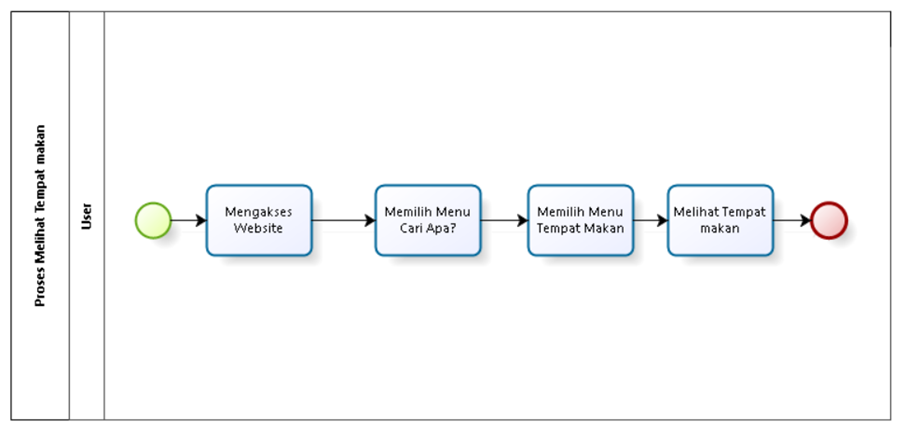 Proses Melihat Tempat makan
User
Mengakses
Website
Memilih Menu
Cari Apa?
Memilih Menu
Tempat Makan
Melihat Tempat
makan